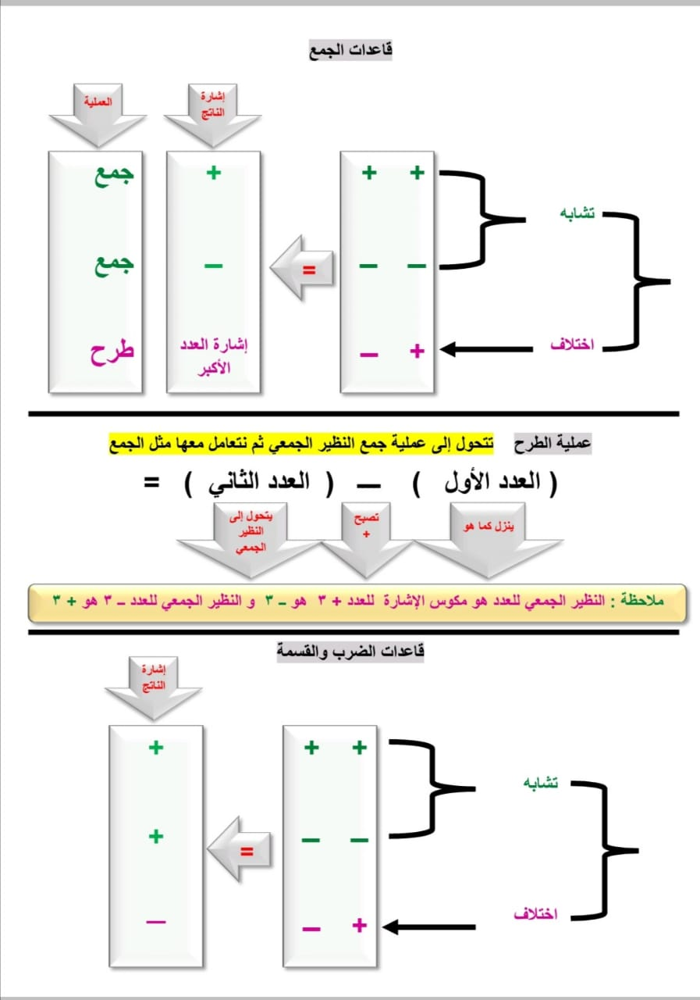 قاعدات الجمع
إشارة
الناتج
العملية
+ + = + جمع
– – = – جمع
تشابه
اختلاف
+ – إشارة العدد
الأكبر
طرح
عملية الطرح تتحول إلى عملية جمع النظير الجمعي ثم نتعامل معها مثل الجمع
( العدد الأول ) – ( العدد الثاني ) =
ينزل كما هو
تصبح
+
يتحول إلى
النظير
الجمعي
ملاحظة : النظير الجمعي للعدد هو مكوس الإشارة للعدد + ٣ هو – ٣ و النظير الجمعي للعدد – ٣ هو + ٣
قاعدات الضرب والقسمة
إشارة
الناتج
+ + = +
تشابه
– – +
اختلاف
+ – –